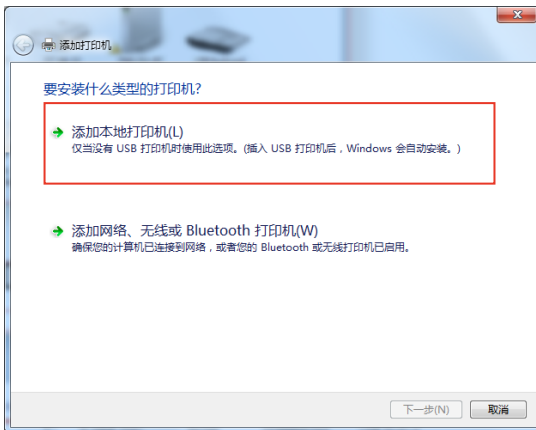 添加打印机
要安装什么类型的打印机?
添加本地打印机(L)
仅当没有 USB 打印机时使用此选项。(插入 USB 打印机后，Windows 会自动安装。)
添加网络、无线或 Bluetooth 打印机(W)
确保您的计算机已连接到网络，或者您的 Bluetooth 或无线打印机已启用。
下一步(N) 取消